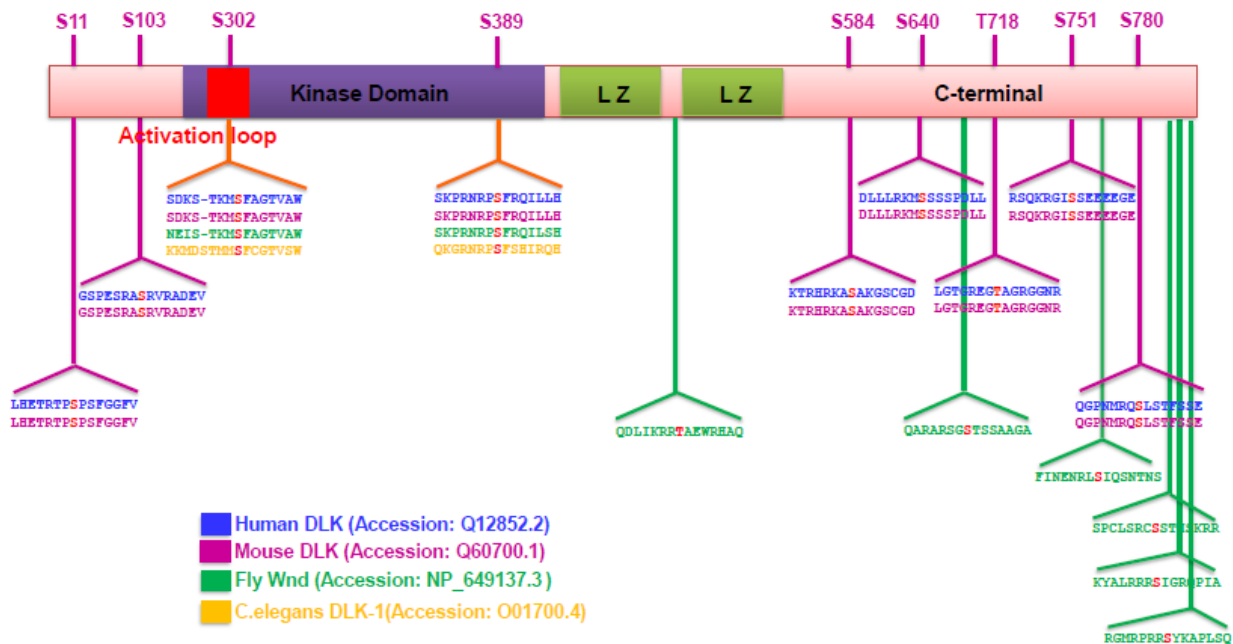 S11 S103 S302 S389 S584 S640 T718 S751 S780
Kinase Domain L Z L Z C-terminal
Activation loop
SDKS-TKMSFAGTVAW
SDKS-TKMSFAGTVAW
NEIS-TKMSFAGTVAW
KKMDSTMMSFCGTVSW
SKPRNRPSFRQILLH
SKPRNRPSFRQILLH
SKPRNRPSFRQILSH
QKGRNRPSFSHIRQH
DLLLRKMSSSSPDLL
DLLLRKMSSSSPDLL
RSQKRGISSEEEEGE
RSQKRGISSEEEEGE
GSPESRASRVRADEV
GSPESRASRVRADEV
KTRHRKASAKGSCGD
KTRHRKASAKGSCGD
LGTGREGTAGRGGNR
LGTGREGTAGRGGNR
LHETRTPSPSFGGFV
LHETRTPSPSFGGFV
QDLIKRRTAEWRHAQ
QARARSGSTSSAAGA
QGPNMRQSLSTFSSE
QGPNMRQSLSTFSSE
FINENRLSIQSNTNS
SPCLSRCSSTHSKRR
KYALRRRSIGRQPIA
RGMRPRRSYKAPLSQ
Human DLK (Accession: Q12852.2)
Mouse DLK (Accession: Q60700.1)
Fly Wnd (Accession: NP_649137.3)
C.elegans DLK-1(Accession: O01700.4)